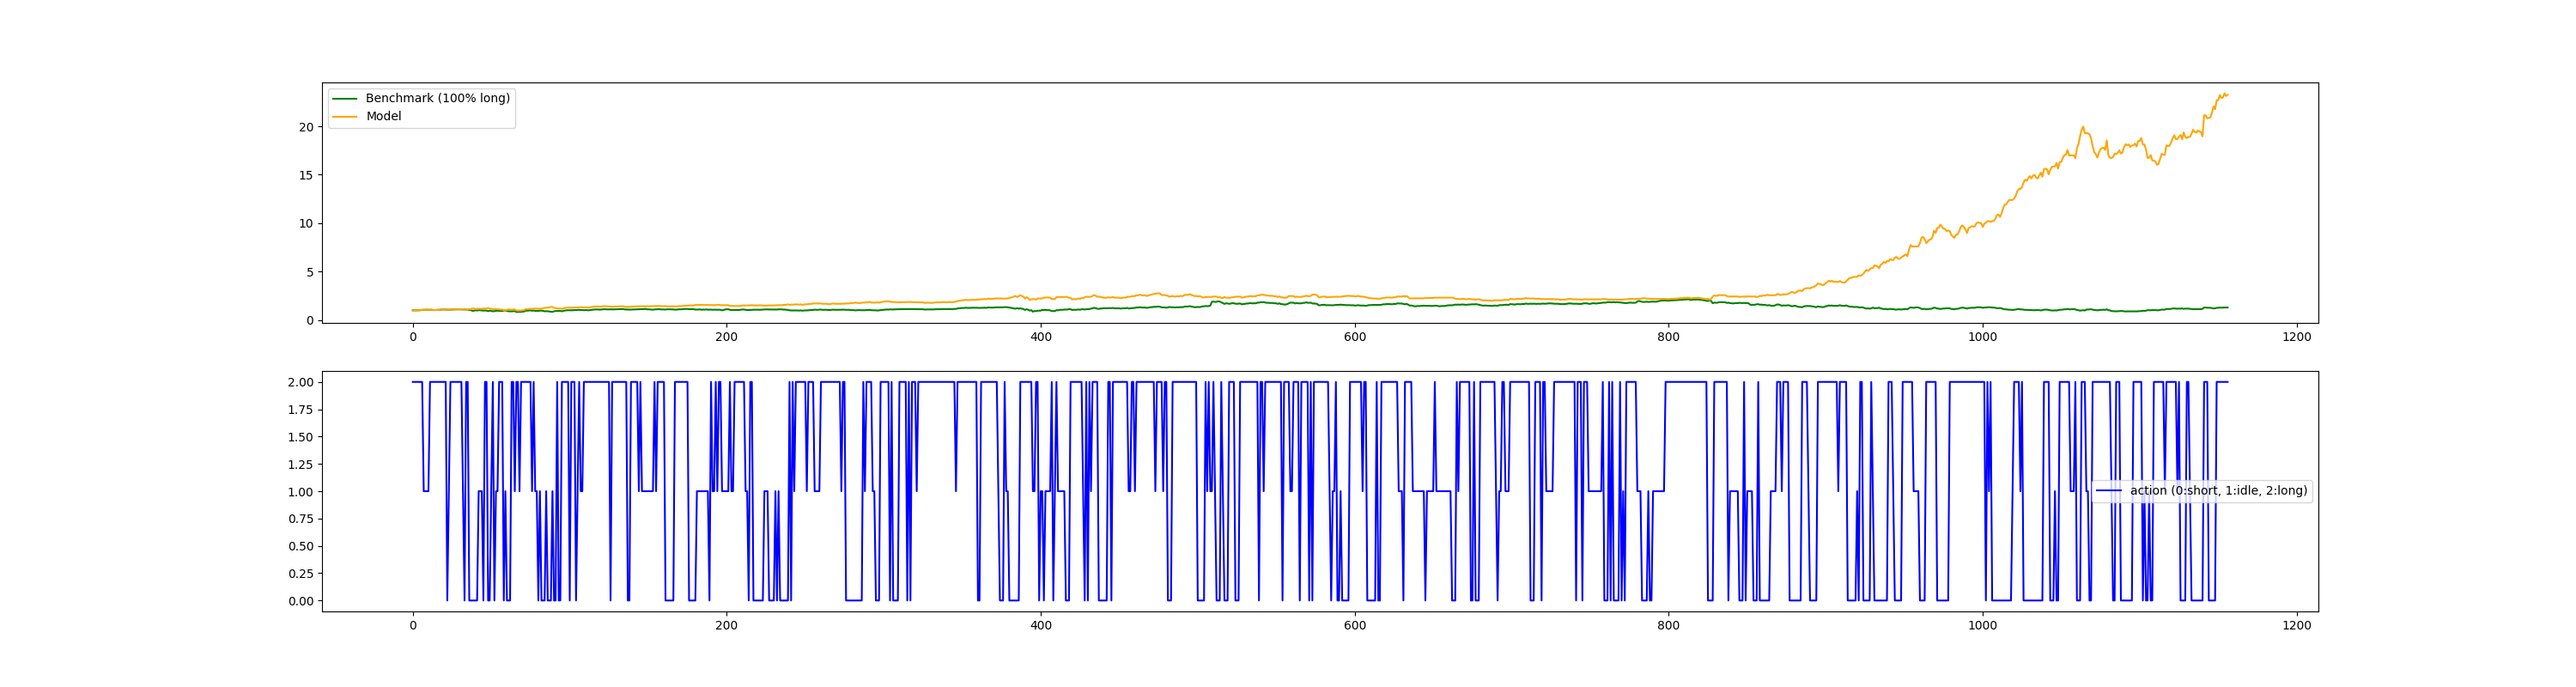 Benchmark (100% long)
Model
20
15
10
5
0
0 200 400 600 800 1000 1200
2.00
1.75
1.50
1.25
1.00
0.75
0.50
0.25
0.00
action (0:short, 1:idle, 2:long)
0 200 400 600 800 1000 1200